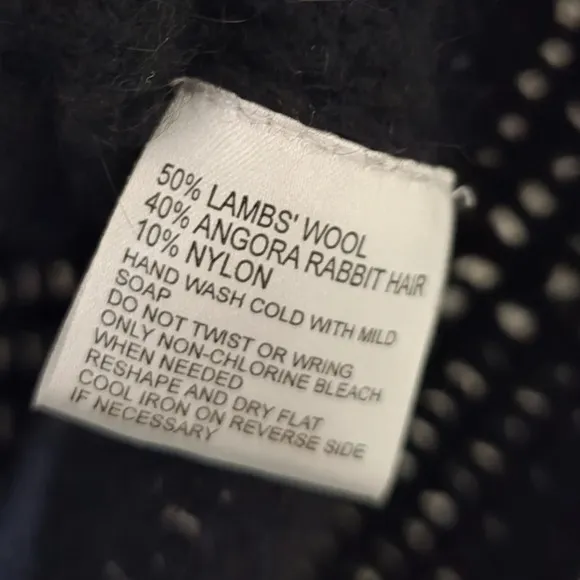 50% LAMBS' WOOL
40% ANGORA RABBIT HAIR
10% NYLON
HAND WASH COLD WITH MILD
SOAP
DO NOT TWIST OR WRING
ONLY NON-CHLORINE BLEACH
WHEN NEEDED
RESHAPE AND DRY FLAT
COOL IRON ON REVERSE SIDE
IF NECESSARY